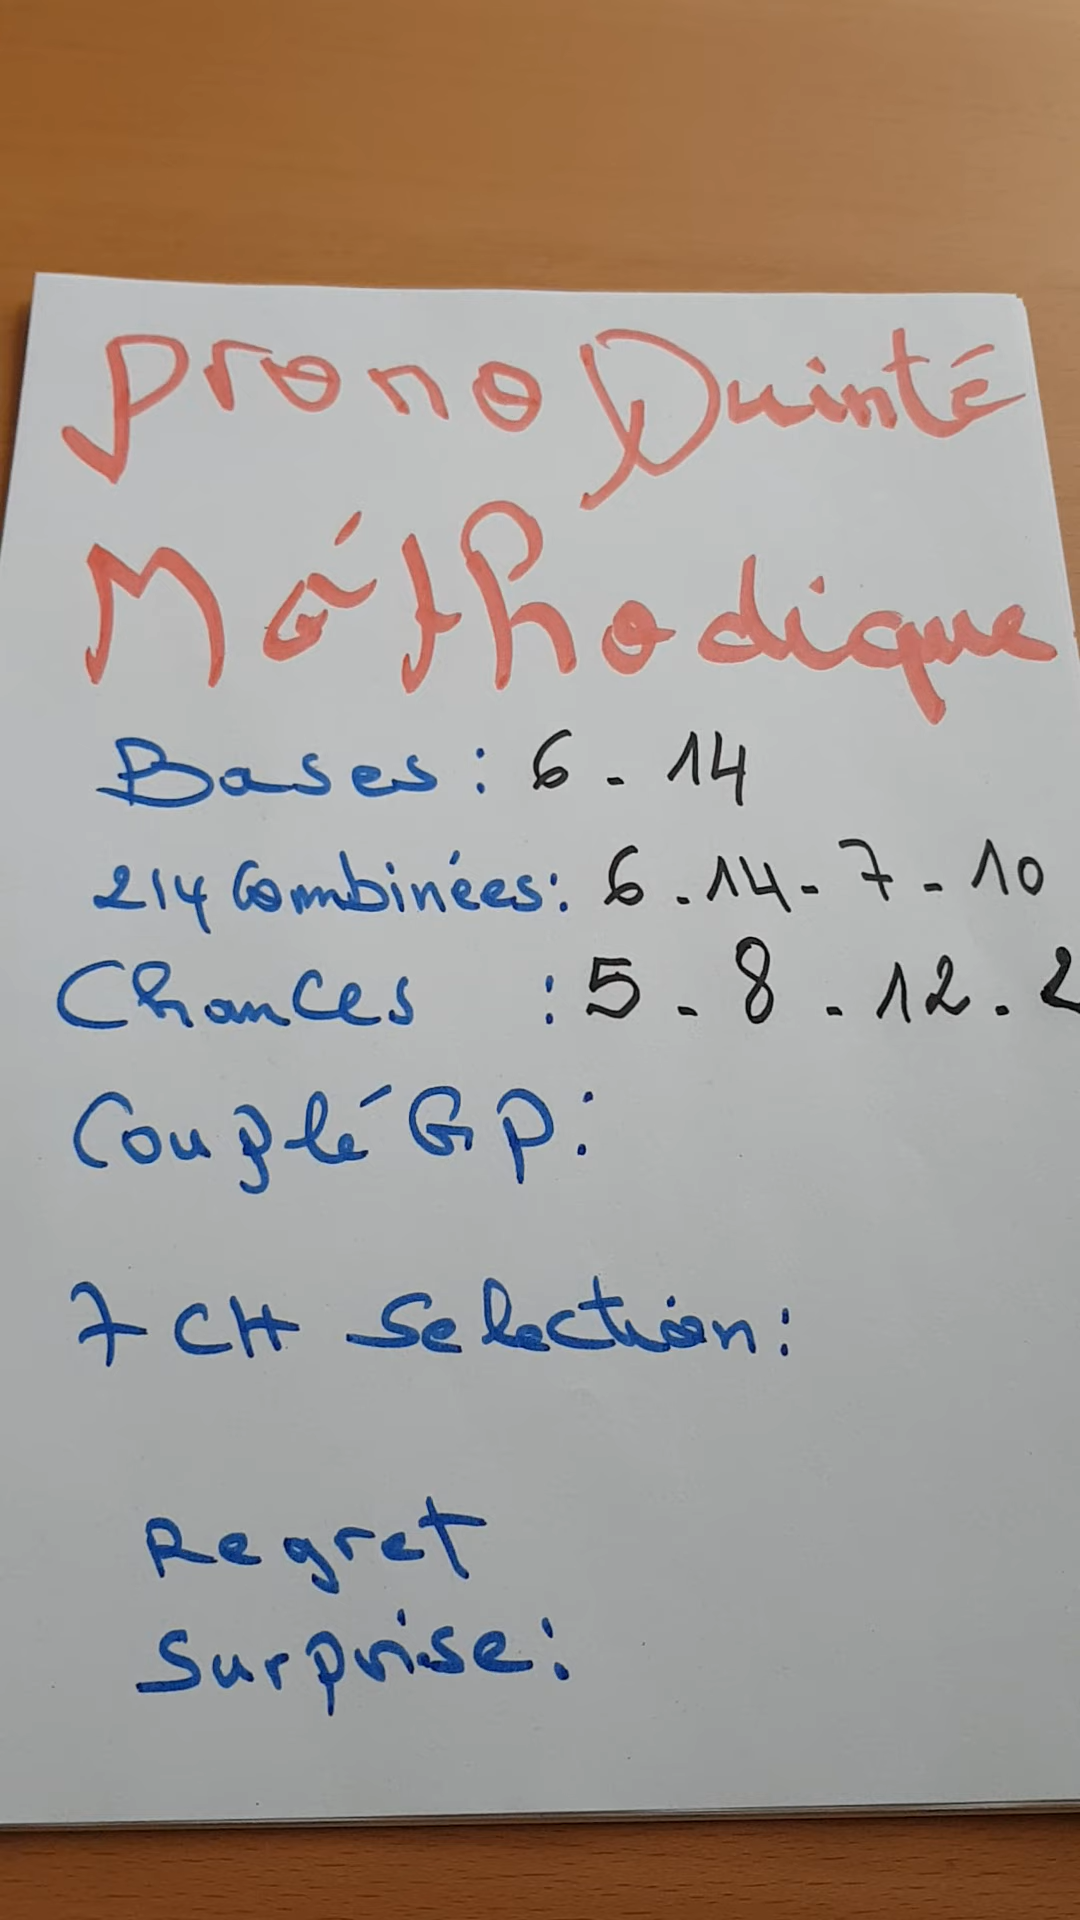 Prono Quinté
Méthodique
Bases : 6 . 14
2/4 Combinées : 6 . 14 - 7 - 10
Chances : 5 . 8 . 12 . 2
Couplé GP :
7 CH Selection :
Regret
Surprise :